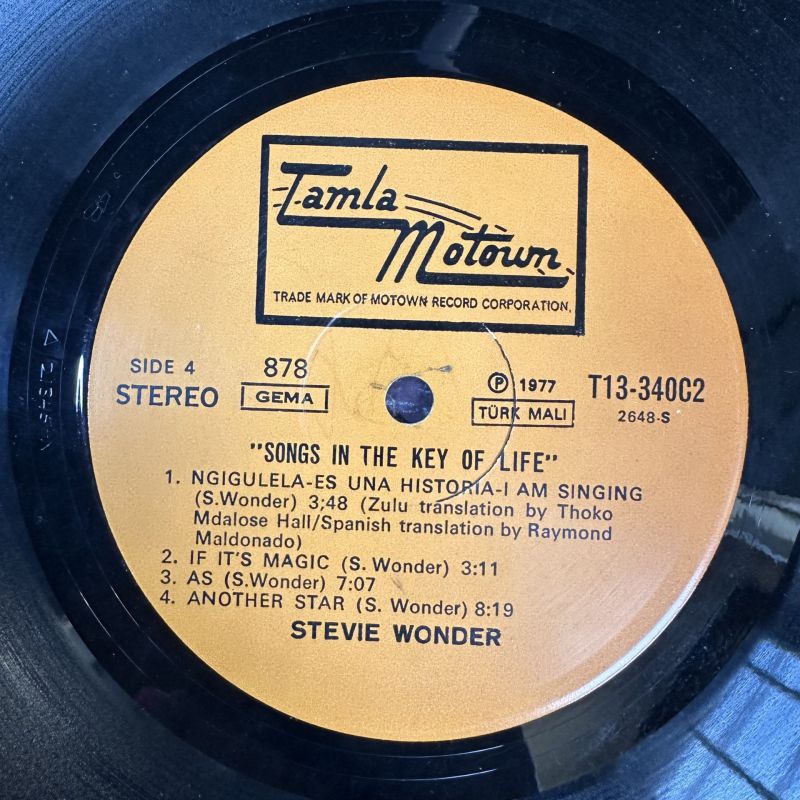 Tamla
Motown
TRADE MARK OF MOTOWN RECORD CORPORATION.
SIDE 4
878
STEREO
GEMA
℗ 1977
T13-340C2
TÜRK MALI
2648-S
"SONGS IN THE KEY OF LIFE"
1. NGIGULELA-ES UNA HISTORIA-I AM SINGING
(S.Wonder) 3;48 (Zulu translation by Thoko
Mdalose Hall/Spanish translation by Raymond
Maldonado)
2. IF IT'S MAGIC (S. Wonder) 3:11
3. AS (S.Wonder) 7:07
4. ANOTHER STAR (S. Wonder) 8:19
STEVIE WONDER